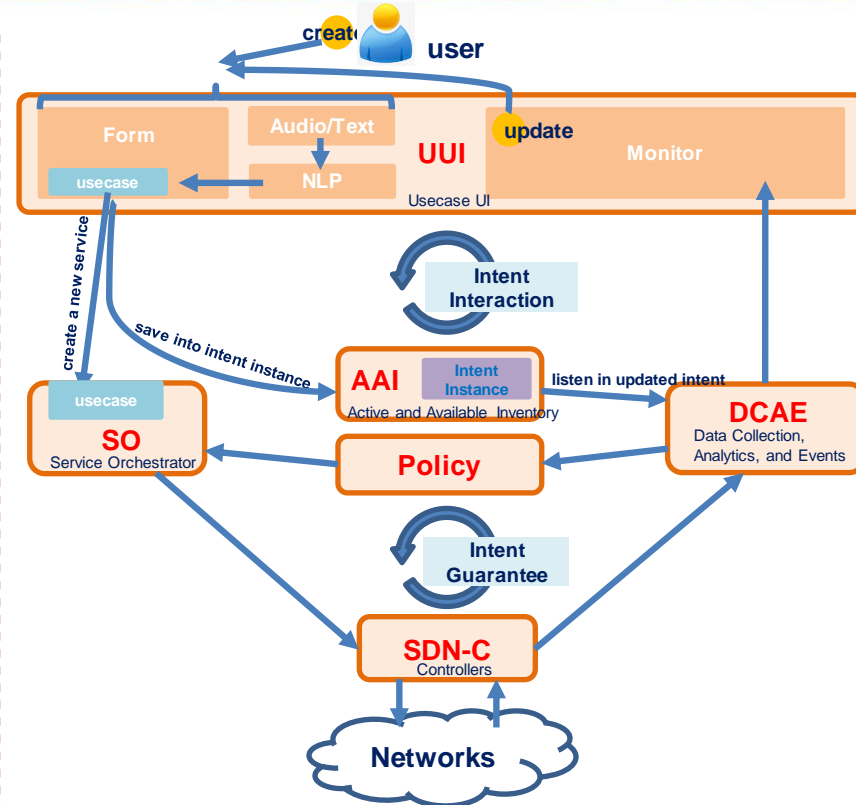 create
user
Form
Audio/Text
UUI
update
Monitor
usecase
NLP
Usecase UI
create a new service
save into intent instance
Intent
Interaction
AAI
Intent
Instance
Active and Available Inventory
listen in updated intent
usecase
SO
Service Orchestrator
Policy
DCAE
Data Collection,
Analytics, and Events
Intent
Guarantee
SDN-C
Controllers
Networks